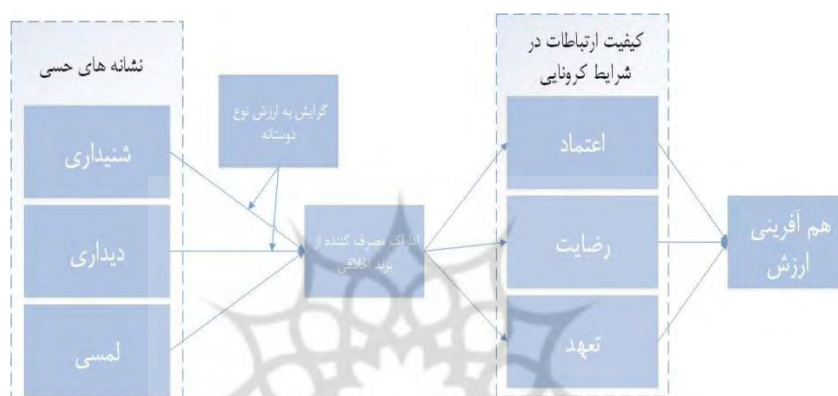 نشانه های حسی
شنیداری
دیداری
لمسی
گرایش به ارزش نوع
دوستانه
ادراک مصرف کننده از
برند اخلاقی
کیفیت ارتباطات در
شرایط کرونایی
اعتماد
رضایت
تعهد
هم آفرینی
ارزش